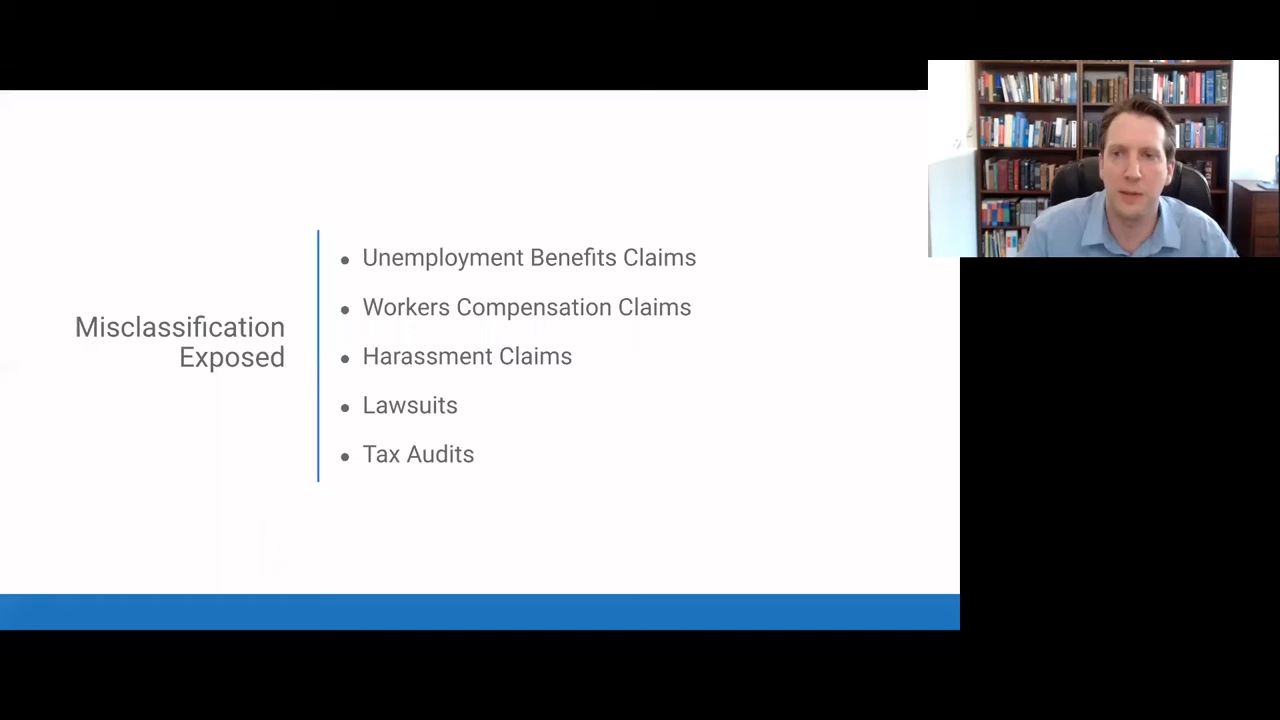 Misclassification
Exposed
• Unemployment Benefits Claims
• Workers Compensation Claims
• Harassment Claims
• Lawsuits
• Tax Audits